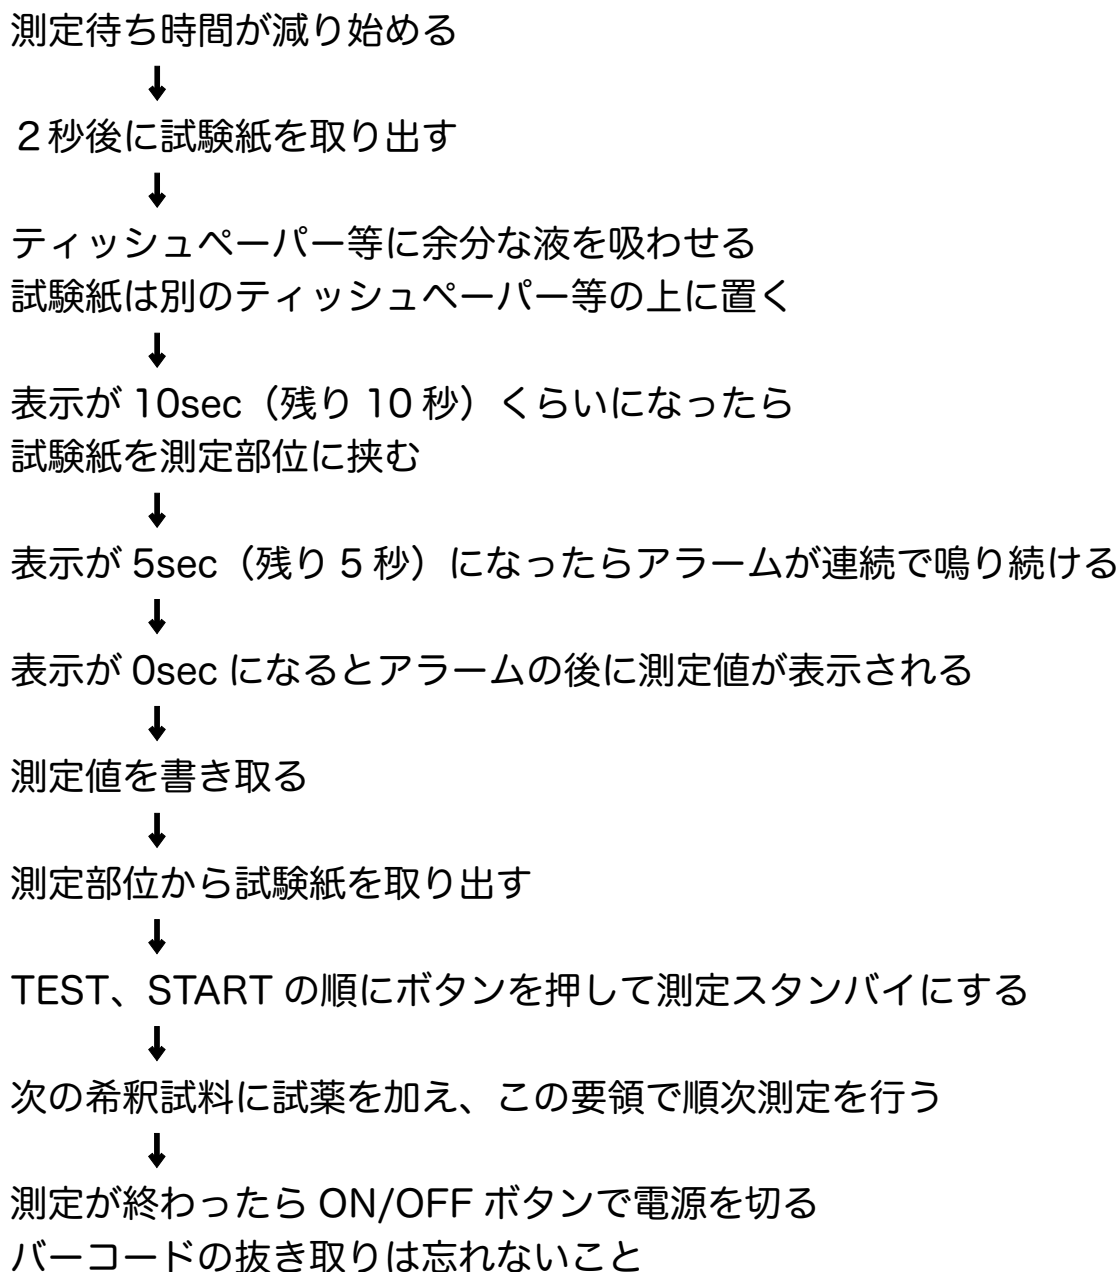 測定待ち時間が減り始める
↓
２秒後に試験紙を取り出す
↓
ティッシュペーパー等に余分な液を吸わせる
試験紙は別のティッシュペーパー等の上に置く
↓
表示が 10sec（残り 10 秒）くらいになったら
試験紙を測定部位に挟む
↓
表示が 5sec（残り 5 秒）になったらアラームが連続で鳴り続ける
↓
表示が 0sec になるとアラームの後に測定値が表示される
↓
測定値を書き取る
↓
測定部位から試験紙を取り出す
↓
TEST、START の順にボタンを押して測定スタンバイにする
↓
次の希釈試料に試薬を加え、この要領で順次測定を行う
↓
測定が終わったら ON/OFF ボタンで電源を切る
バーコードの抜き取りは忘れないこと